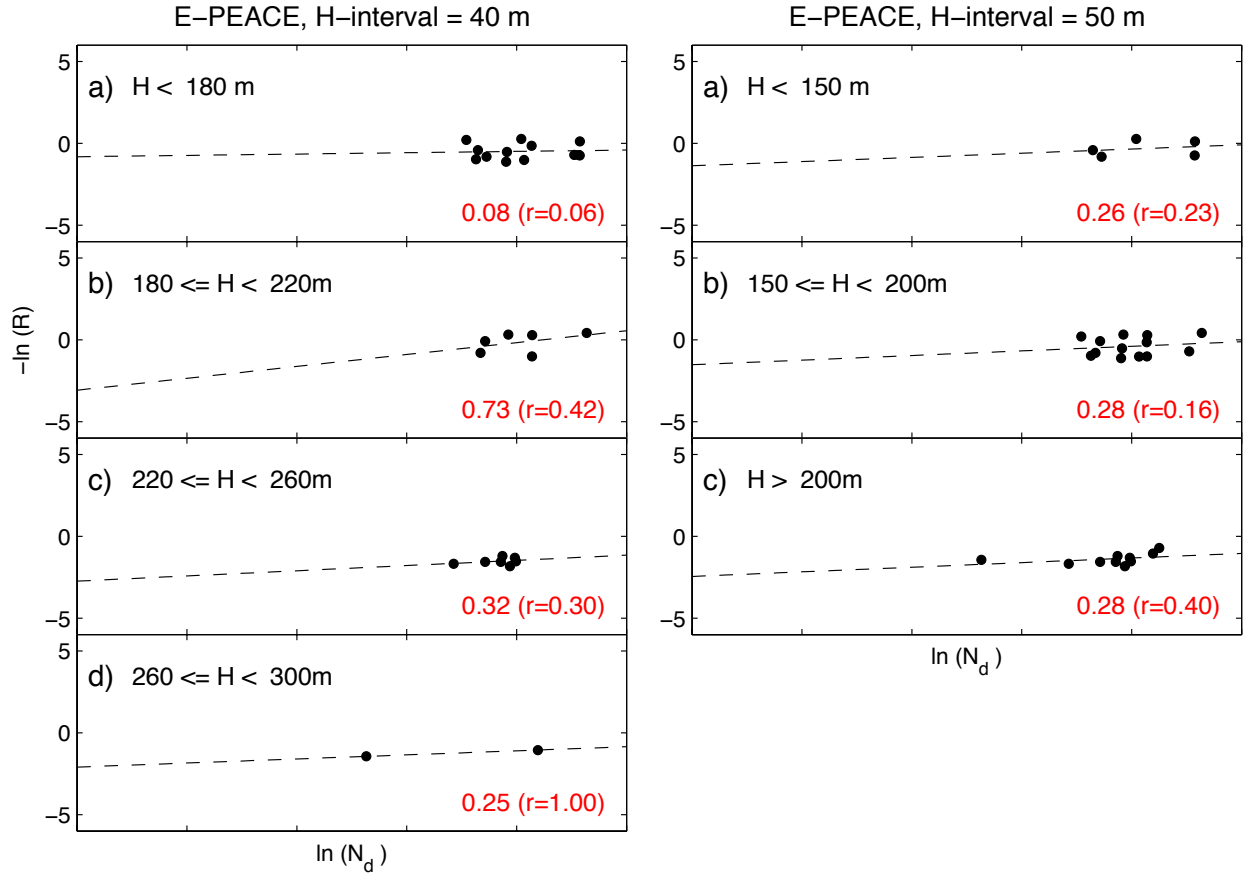 E−PEACE, H−interval = 40 m
5
a) H < 180 m
0
0.08 (r=0.06)
−5
5
b) 180 <= H < 220m
0
0.73 (r=0.42)
−5
−ln (R)
5
c) 220 <= H < 260m
0
0.32 (r=0.30)
−5
5
d) 260 <= H < 300m
0
0.25 (r=1.00)
−5
ln (N_d )
E−PEACE, H−interval = 50 m
5
a) H < 150 m
0
0.26 (r=0.23)
−5
5
b) 150 <= H < 200m
0
0.28 (r=0.16)
−5
5
c) H > 200m
0
0.28 (r=0.40)
−5
ln (N_d )